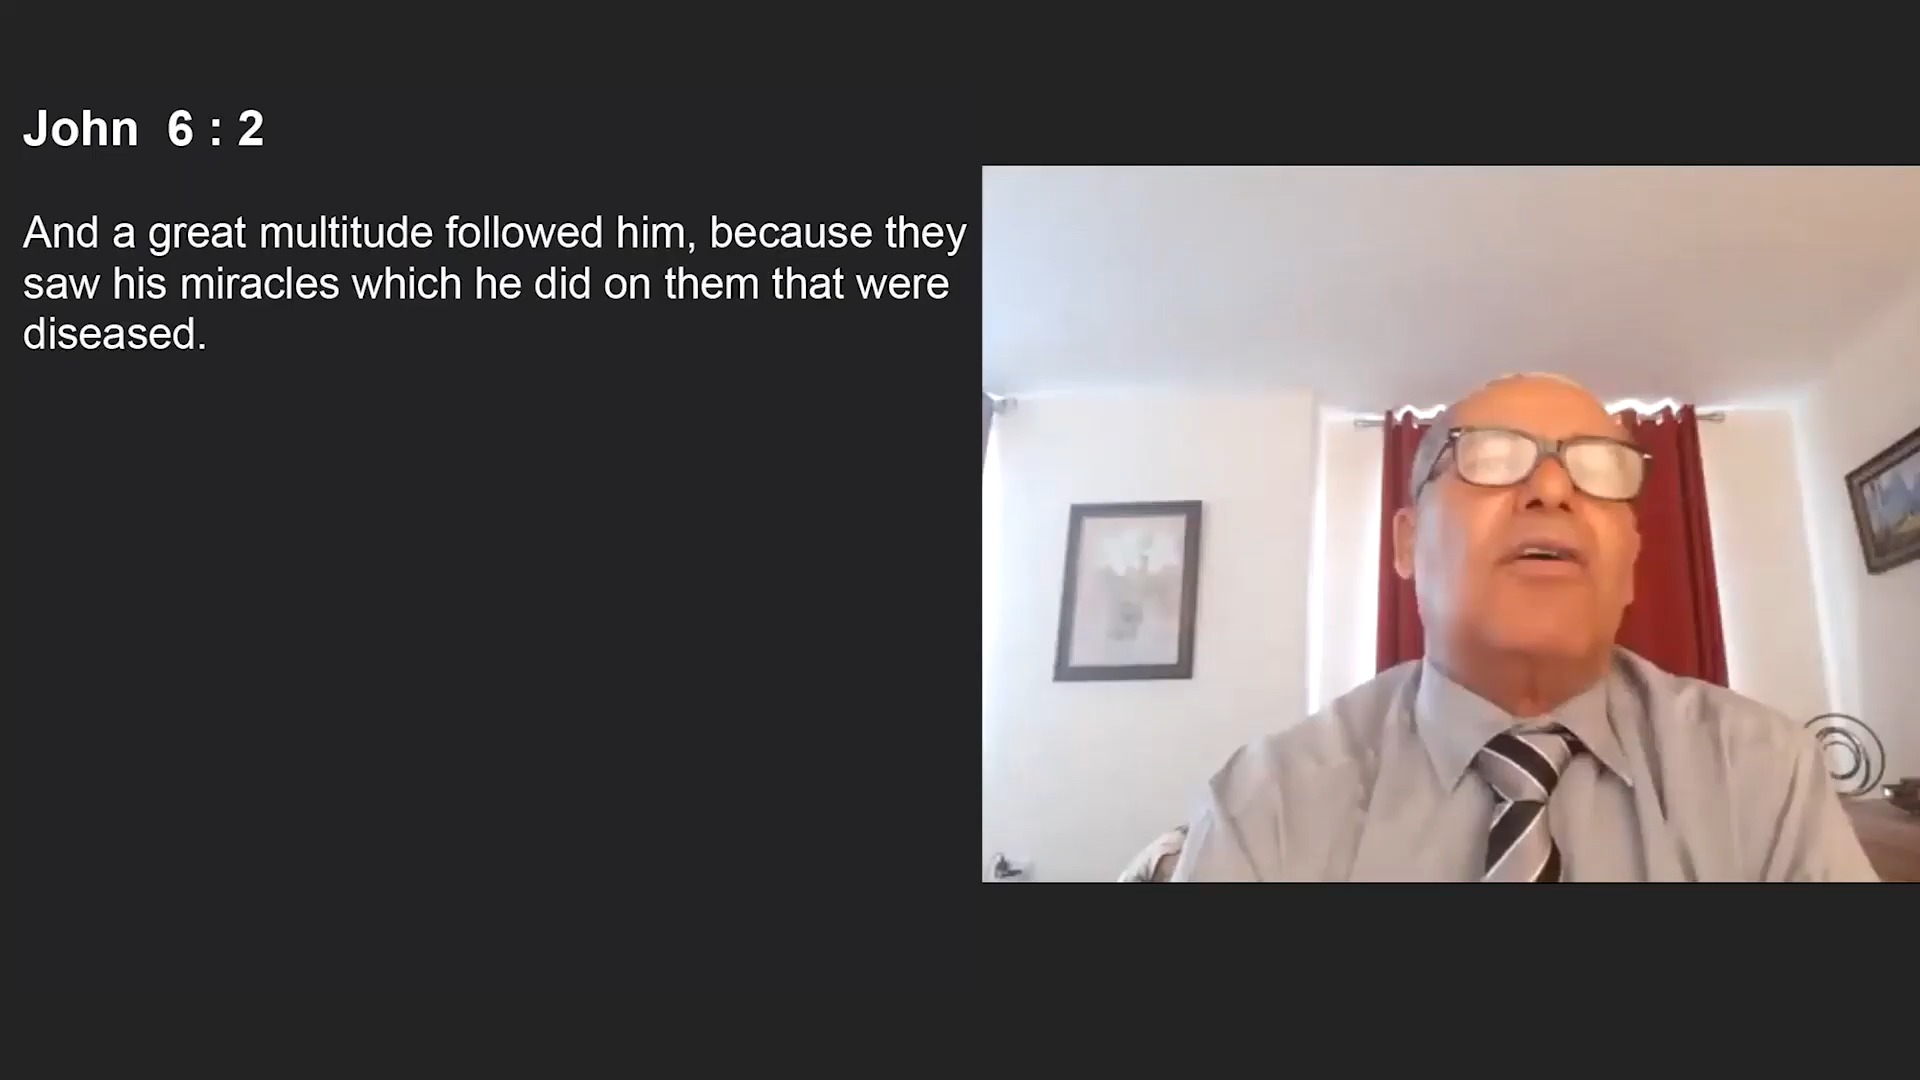 John 6 : 2
And a great multitude followed him, because they
saw his miracles which he did on them that were
diseased.